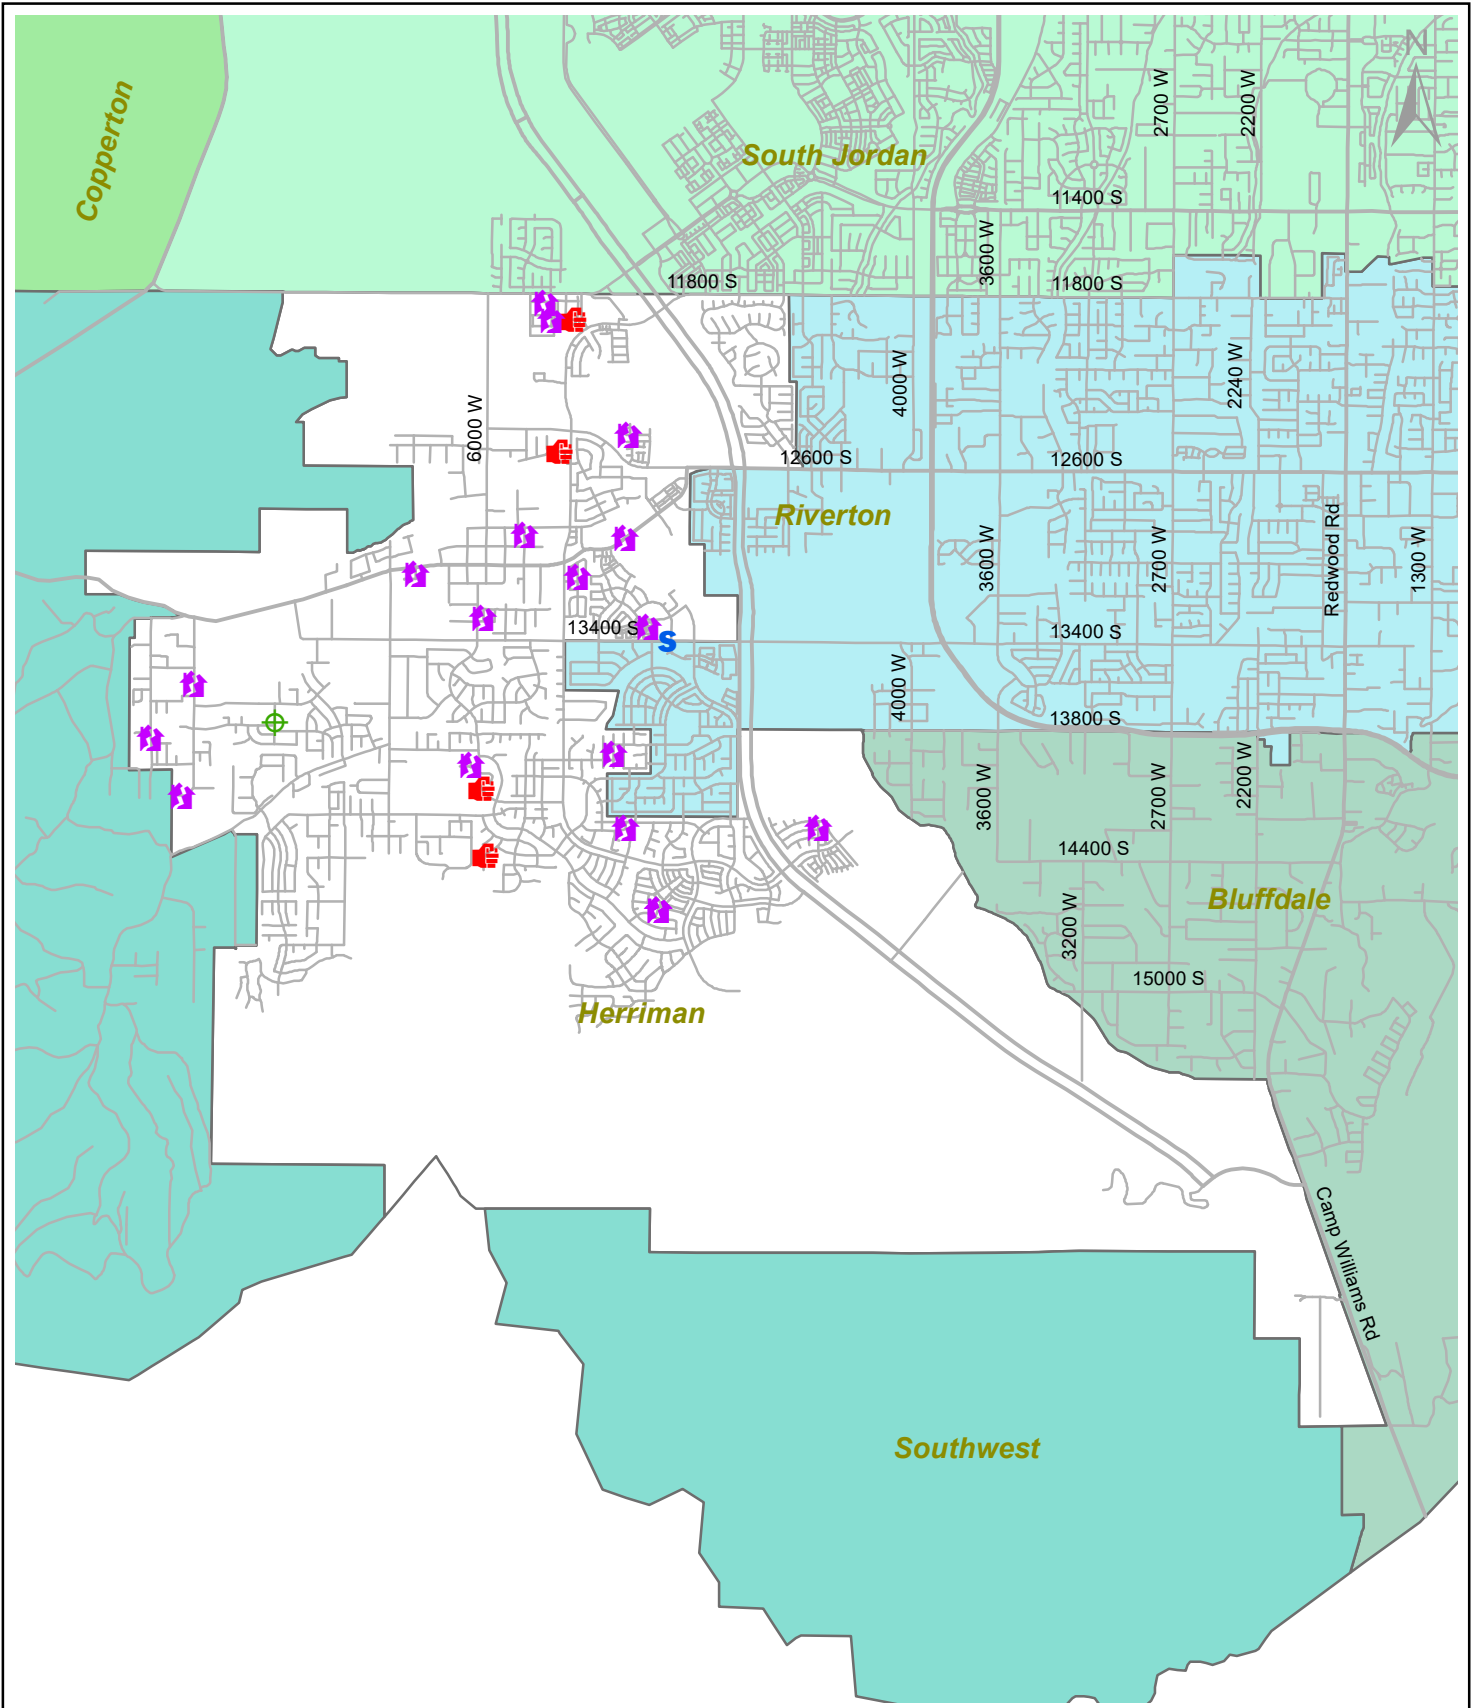 N
Copperton
2700 W
2200 W
South Jordan
11400 S
3600 W
11800 S
11800 S
4000 W
2240 W
6000 W
12600 S
12600 S
Riverton
3600 W
2700 W
Redwood Rd
1300 W
13400 S
S
13400 S
4000 W
13800 S
3600 W
2700 W
2200 W
14400 S
Bluffdale
3200 W
15000 S
Herriman
Camp Williams Rd
Southwest